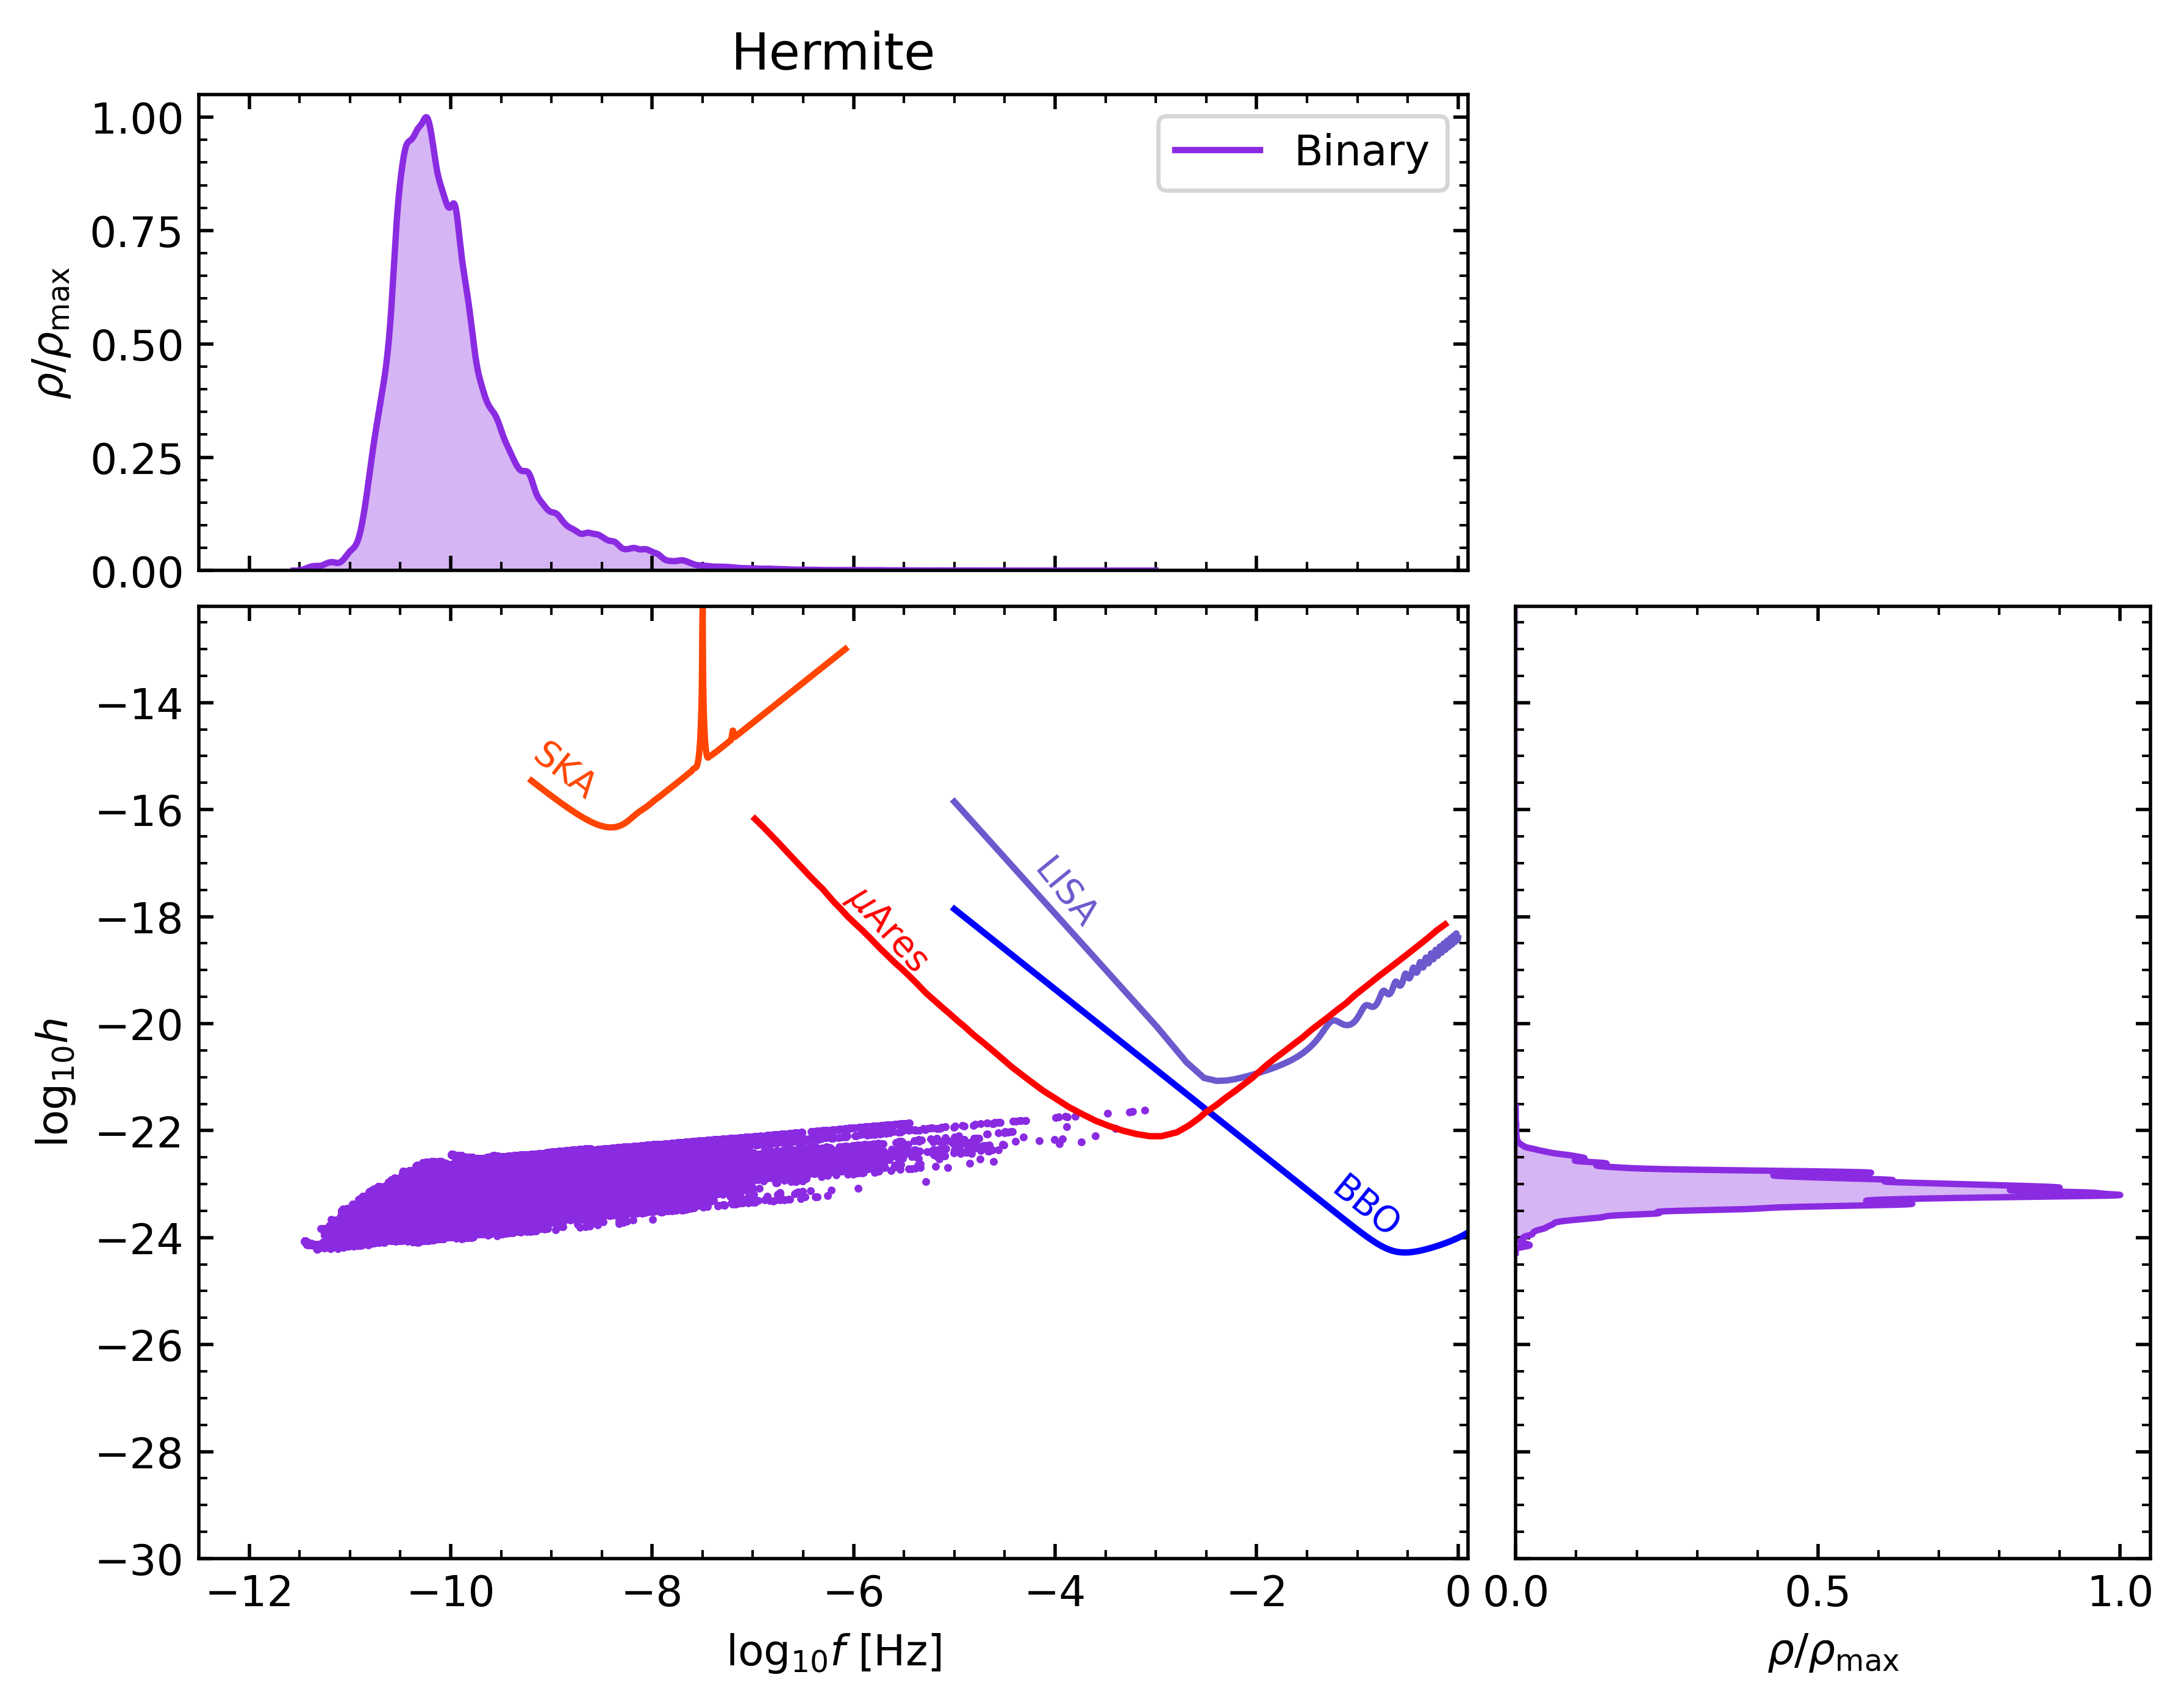 Hermite
1.00
0.75
0.50
0.25
0.00
ρ/ρmax
Binary
−14
−16
−18
−20
−22
−24
−26
−28
−30
log10h
SKA
μAres
LISA
BBO
−12 −10 −8 −6 −4 −2 0
log10f [Hz]
0.0 0.5 1.0
ρ/ρmax